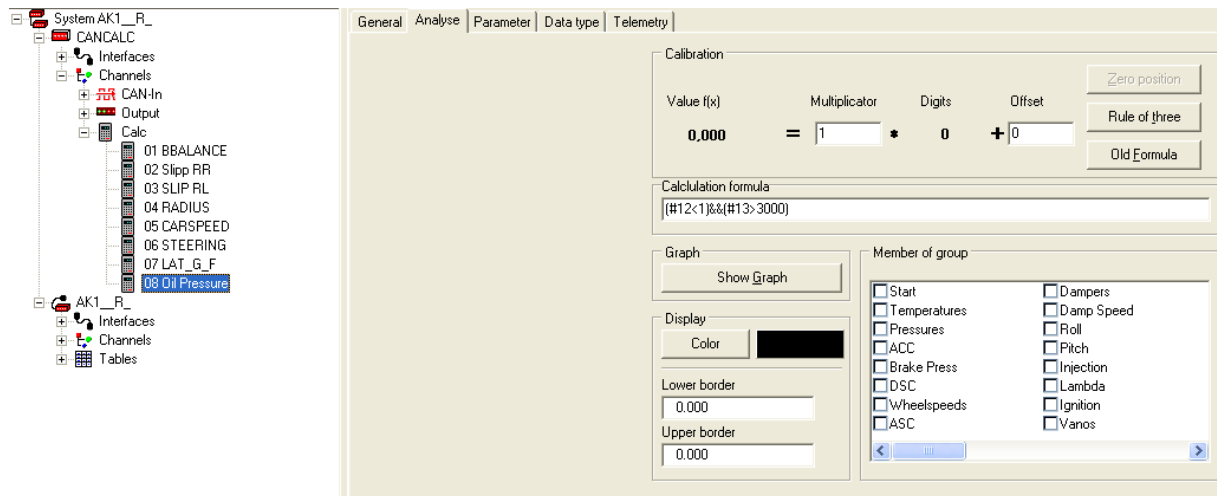 System AK1__R_
CANCALC
Interfaces
Channels
CAN-In
Output
Calc
01 BBALANCE
02 Slipp RR
03 SLIP RL
04 RADIUS
05 CARSPEED
06 STEERING
07 LAT_G_F
08 Oil Pressure
AK1__R_
Interfaces
Channels
Tables
General Analyse Parameter Data type Telemetry
Calibration
Value f(x) Multiplicator Digits Offset
0,000 = 1 * 0 + 0
Zero position
Rule of three
Old Formula
Calclulation formula
(#12<1)&&(#13>3000)
Graph
Show Graph
Display
Color
Lower border
0.000
Upper border
0.000
Member of group
Start Dampers
Temperatures Damp Speed
Pressures Roll
ACC Pitch
Brake Press Injection
DSC Lambda
Wheelspeeds Ignition
ASC Vanos